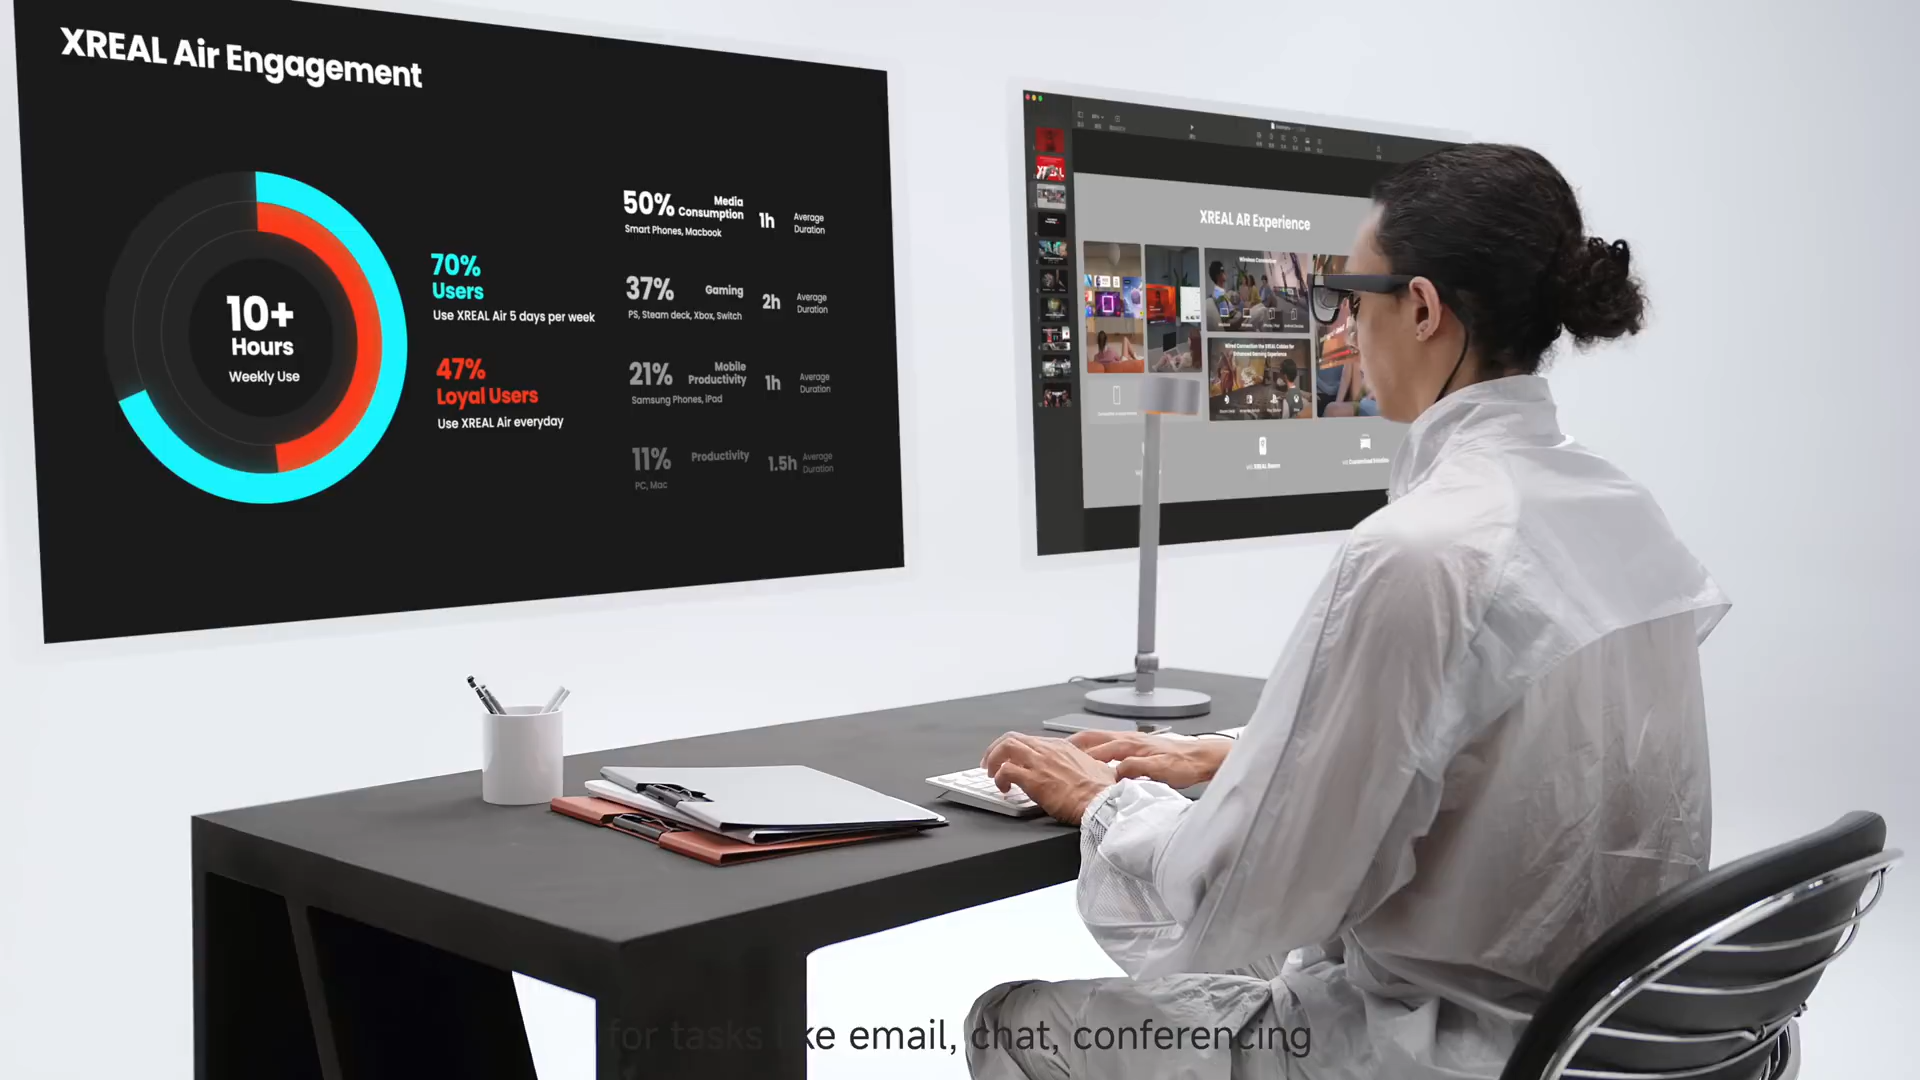 XREAL Air Engagement
10+
Hours
Weekly Use
70%
Users
Use XREAL Air 5 days per week
47%
Loyal Users
Use XREAL Air everyday
50% Media Consumption 1h Average Duration
Smart Phones, Macbook
37% Gaming 2h Average Duration
PS, Steam deck, Xbox, Switch
21% Mobile Productivity 1h Average Duration
Samsung Phones, iPad
11% Productivity 1.5h Average Duration
PC, Mac
XREAL AR Experience
for tasks like email, chat, conferencing